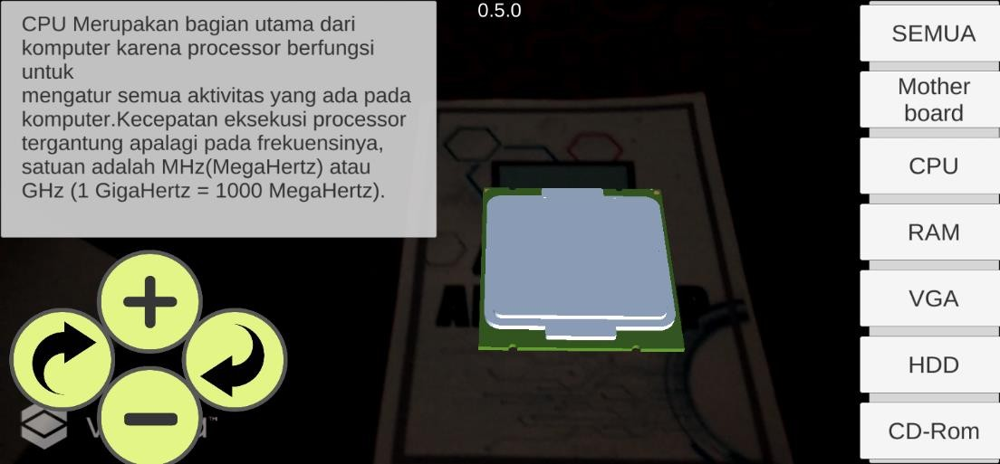 CPU Merupakan bagian utama dari
komputer karena processor berfungsi
untuk
mengatur semua aktivitas yang ada pada
komputer.Kecepatan eksekusi processor
tergantung apalagi pada frekuensinya,
satuan adalah MHz(MegaHertz) atau
GHz (1 GigaHertz = 1000 MegaHertz).
0.5.0
SEMUA
Mother
board
CPU
RAM
VGA
HDD
CD-Rom